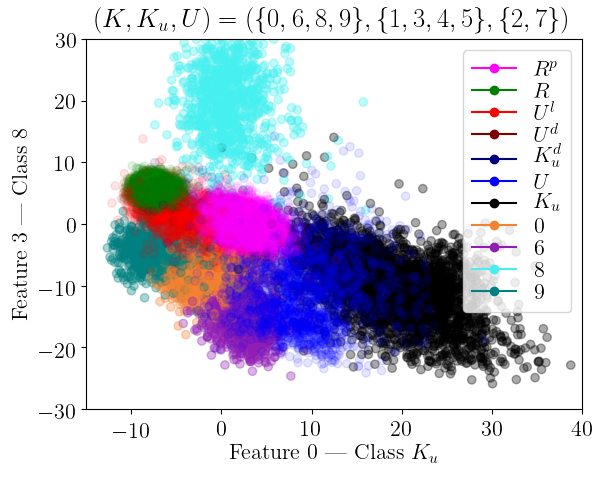 (K, K_u, U) = ({0, 6, 8, 9}, {1, 3, 4, 5}, {2, 7})
30
20
10
0
−10
−20
−30
Feature 3 — Class 8
R^p
R
U^l
U^d
K_u^d
U
K_u
0
6
8
9
−10
0
10
20
30
40
Feature 0 — Class K_u